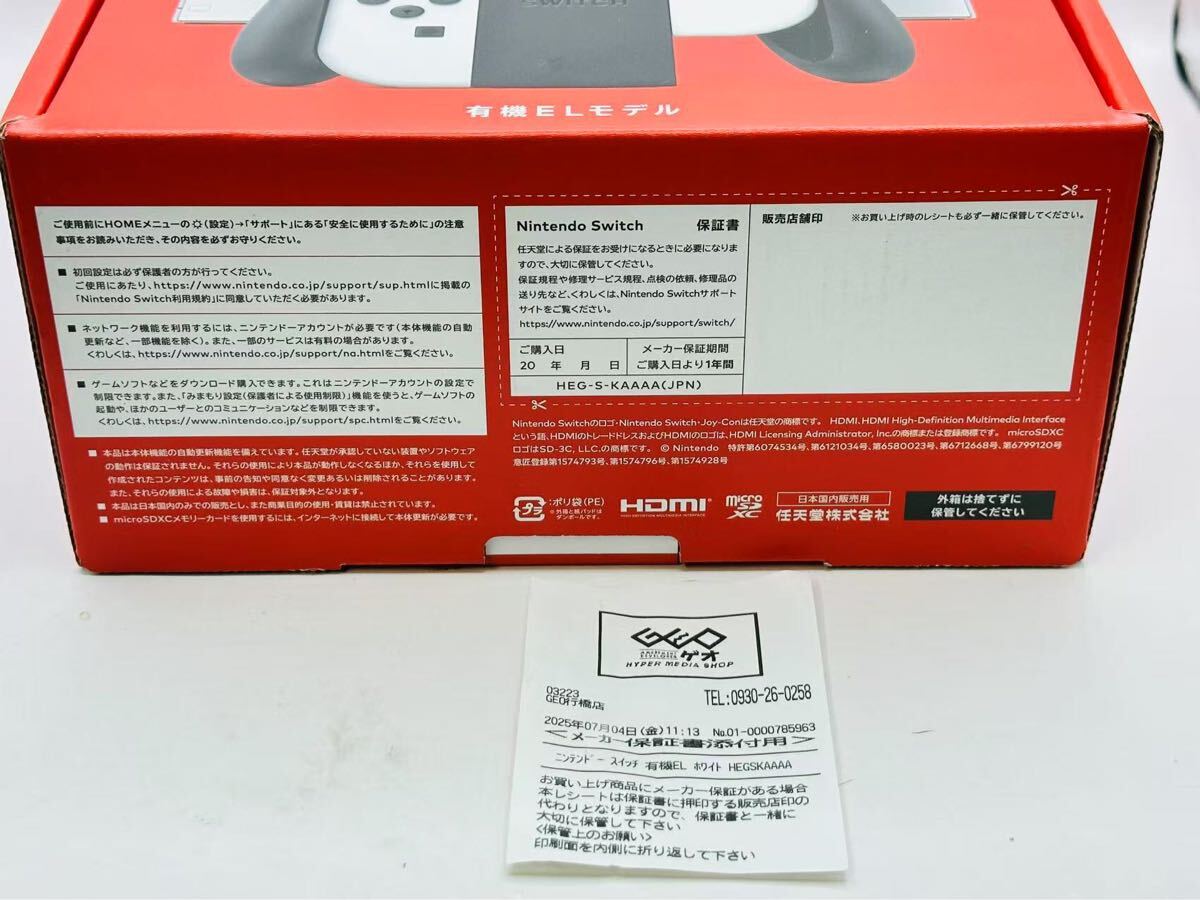 SWITCH
有機ELモデル
ご使用前にHOMEメニューの(設定)→「サポート」にある「安全に使用するために」の注意
事項をお読みいただき、その内容を必ずお守りください。
■ 初回設定は必ず保護者の方が行ってください。
ご使用にあたり、https://www.nintendo.co.jp/support/sup.htmlに掲載の
「Nintendo Switch利用規約」に同意していただく必要があります。
■ ネットワーク機能を利用するには、ニンテンドーアカウントが必要です(本体機能の自動
更新など、一部機能を除く)。また、一部のサービスは有料の場合があります。
くわしくは、https://www.nintendo.co.jp/support/na.htmlをご覧ください。
■ ゲームソフトなどをダウンロード購入できます。これはニンテンドーアカウントの設定で
制限できます。また、「みまもり設定(保護者による使用制限)」機能を使うと、ゲームソフトの
起動や、ほかのユーザーとのコミュニケーションなどを制限できます。
くわしくは、https://www.nintendo.co.jp/support/spc.htmlをご覧ください。
■ 本品は本体機能の自動更新機能を備えています。任天堂が承認していない装置やソフトウェア
の動作は保証されません。それらの使用により本品が動作しなくなるほか、それらを使用して
作成されたコンテンツは、事前の告知や同意なく変更あるいは削除されることがあります。
また、それらの使用による故障や損害は、保証対象外となります。
■ 本品は日本国内のみでの販売とし、また商業目的の使用・賃貸は禁止されています。
■ microSDXCメモリーカードを使用するには、インターネットに接続して本体更新が必要です。
Nintendo Switch 保証書
任天堂による保証をお受けになるときに必要になりま
すので、大切に保管してください。
保証規程や修理サービス規程、点検の依頼、修理品の
送り先など、くわしくは、Nintendo Switchサポート
サイトをご覧ください。
https://www.nintendo.co.jp/support/switch/
ご購入日
20 年 月 日
メーカー保証期間
ご購入日より1年間
HEG-S-KAAAA(JPN)
販売店舗印 ※お買い上げ時のレシートも必ず一緒に保管してください。
Nintendo Switchのロゴ・Nintendo Switch・Joy-Conは任天堂の商標です。 HDMI、HDMI High-Definition Multimedia Interface
という語、HDMIのトレードドレスおよびHDMIのロゴは、HDMI Licensing Administrator, Inc.の商標または登録商標です。 microSDXC
ロゴはSD-3C, LLC.の商標です。 © Nintendo 特許第6074534号、第6121034号、第6580023号、第6712668号、第6799120号
意匠登録第1574793号、第1574796号、第1574928号
プラ
:ポリ袋(PE)
※外箱と紙パッドは
ダンボールです。
HDMI
HIGH-DEFINITION MULTIMEDIA INTERFACE
micro
SD
XC
日本国内販売用
任天堂株式会社
外箱は捨てずに
保管してください
GEO
ゲオ
HYPER MEDIA SHOP
03223
GEO行橋店
TEL:0930-26-0258
2025年07月04日(金)11:13 №01-0000785963
<メーカー保証書添付用>
ニンテンドー スイッチ 有機EL ホワイト HEGSKAAAA
お買い上げ商品にメーカー保証がある場合
本レシートは保証書に押印する販売店印の
代わりとなりますので、保証書と一緒に
大切に保管して下さい
<保管上のお願い>
印刷面を内側に折り返して下さい